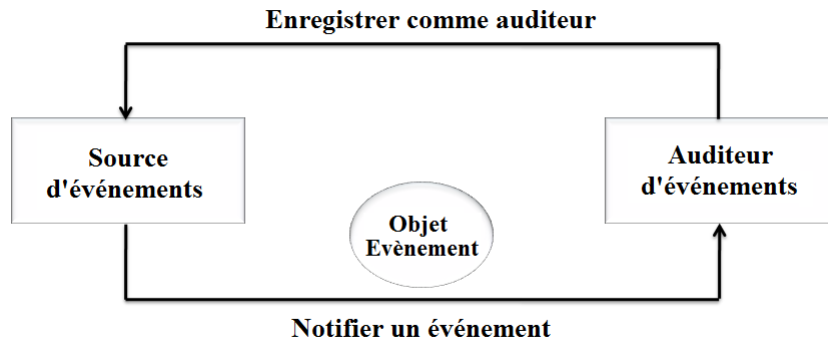 Enregistrer comme auditeur
Source
d'événements
Auditeur
d'événements
Objet
Evènement
Notifier un événement